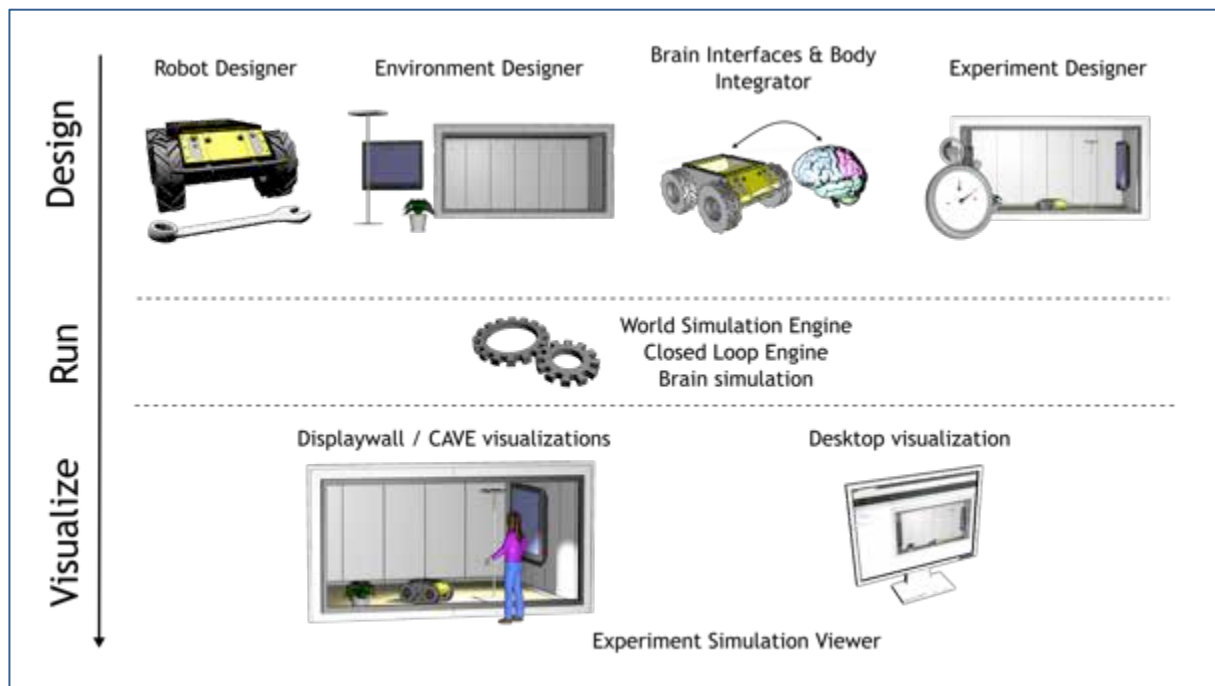 Design
Robot Designer
Environment Designer
Brain Interfaces & Body
Integrator
Experiment Designer
Run
World Simulation Engine
Closed Loop Engine
Brain simulation
Visualize
Displaywall / CAVE visualizations
Desktop visualization
Experiment Simulation Viewer